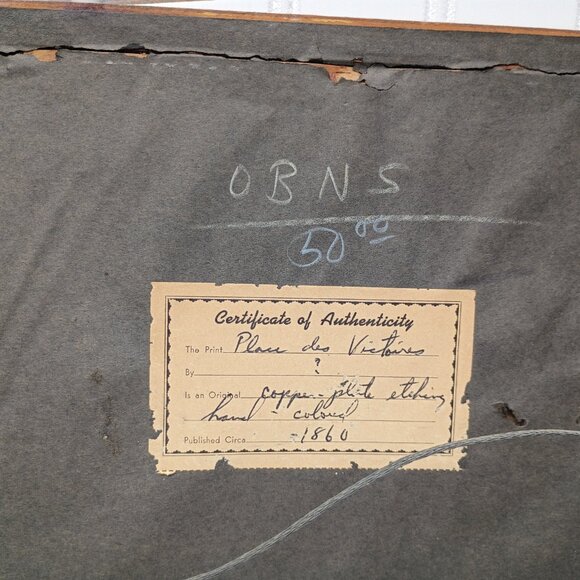 OBNS
50 00
Certificate of Authenticity
The Print Place des Victoires
By ?
Is an Original copper-plate etching
hand-colored
Published Circa -1860